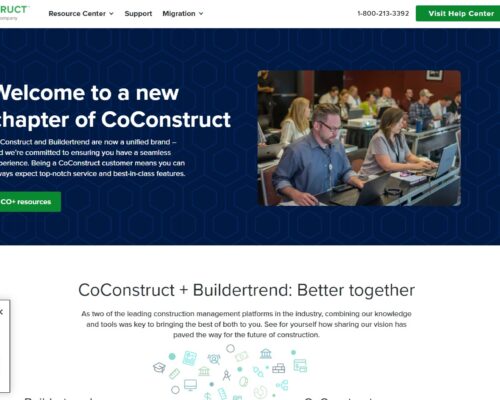 RUCT
company
Resource Center
Support
Migration
1-800-213-3392
Visit Help Center
Welcome to a new
chapter of CoConstruct
Construct and Buildertrend are now a unified brand –
d we're committed to ensuring you have a seamless
perience. Being a CoConstruct customer means you can
ways expect top-notch service and best-in-class features.
CO+ resources
CoConstruct + Buildertrend: Better together
As two of the leading construction management platforms in the industry, combining our knowledge
and tools was key to bringing the best of both to you. See for yourself how sharing our vision has
paved the way for the future of construction.